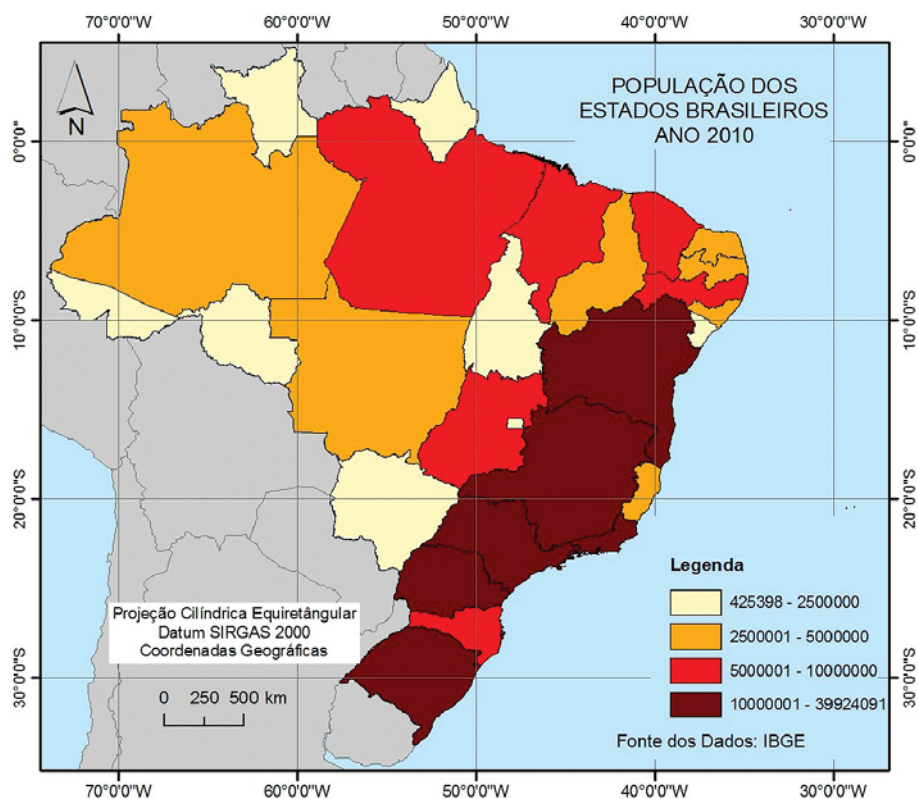 70°0'0"W 60°0'0"W 50°0'0"W 40°0'0"W 30°0'0"W
N
POPULAÇÃO DOS
ESTADOS BRASILEIROS
ANO 2010
0°0'0" 0°0'0"
10°0'0"S 10°0'0"S
20°0'0"S 20°0'0"S
30°0'0"S 30°0'0"S
Legenda
425398 - 2500000
2500001 - 5000000
5000001 - 10000000
10000001 - 39924091
Fonte dos Dados: IBGE
Projeção Cilíndrica Equiretângular
Datum SIRGAS 2000
Coordenadas Geográficas
0 250 500 km
70°0'0"W 60°0'0"W 50°0'0"W 40°0'0"W 30°0'0"W